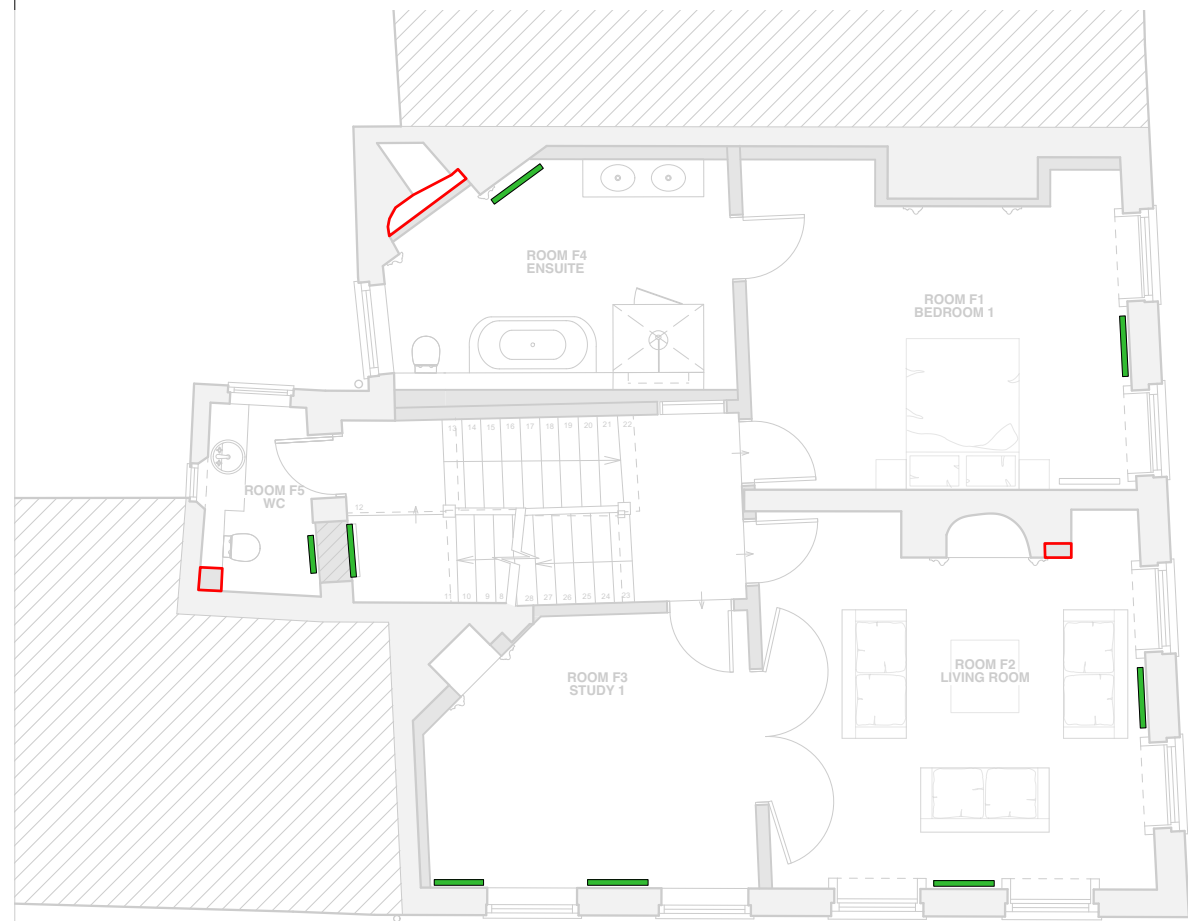 ROOM F4
ENSUITE
ROOM F1
BEDROOM 1
13 14 15 16 17 18 19 20 21 22
ROOM F5
WC
12
11 10 9 8 28 27 26 25 24 23
ROOM F3
STUDY 1
ROOM F2
LIVING ROOM